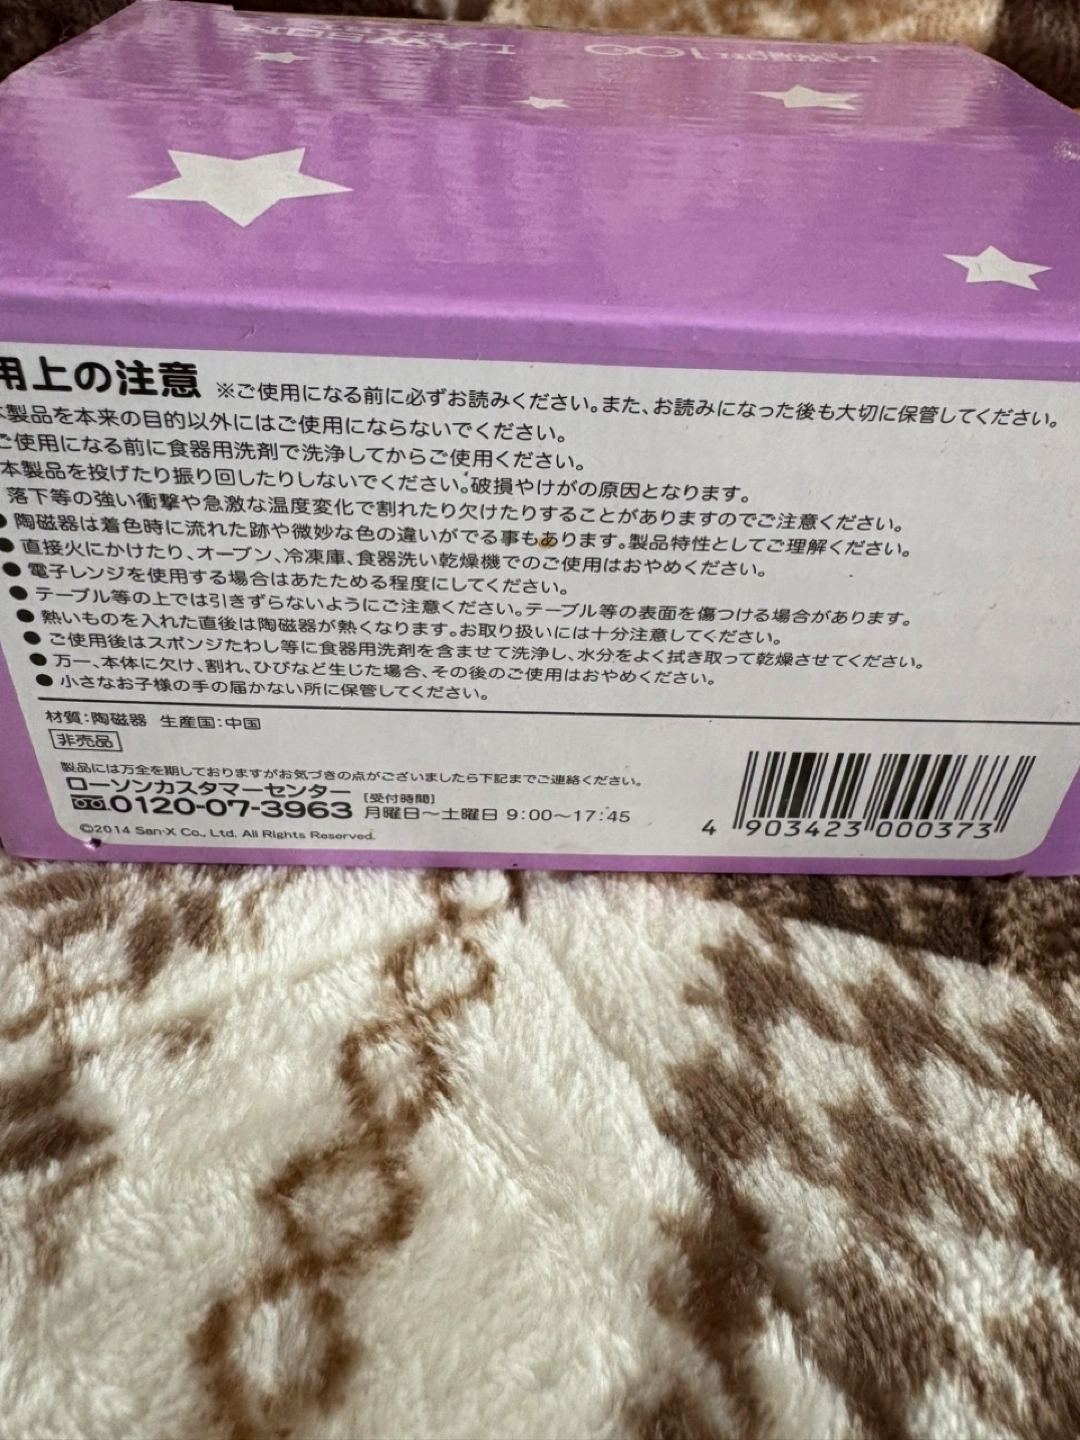 LAWSON
LAWSON 100
用上の注意 ※ご使用になる前に必ずお読みください。また、お読みになった後も大切に保管してください。
本製品を本来の目的以外にはご使用にならないでください。
ご使用になる前に食器用洗剤で洗浄してからご使用ください。
本製品を投げたり振り回したりしないでください。破損やけがの原因となります。
落下等の強い衝撃や急激な温度変化で割れたり欠けたりすることがありますのでご注意ください。
●陶磁器は着色時に流れた跡や微妙な色の違いがでる事もあります。製品特性としてご理解ください。
●直接火にかけたり、オーブン、冷凍庫、食器洗い乾燥機でのご使用はおやめください。
●電子レンジを使用する場合はあたためる程度にしてください。
●テーブル等の上では引きずらないようにご注意ください。テーブル等の表面を傷つける場合があります。
●熱いものを入れた直後は陶磁器が熱くなります。お取り扱いには十分注意してください。
●ご使用後はスポンジたわし等に食器用洗剤を含ませて洗浄し、水分をよく拭き取って乾燥させてください。
●万一、本体に欠け、割れ、ひびなど生じた場合、その後のご使用はおやめください。
●小さなお子様の手の届かない所に保管してください。
材質：陶磁器 生産国：中国
非売品
製品には万全を期しておりますがお気づきの点がございましたら下記までご連絡ください。
ローソンカスタマーセンター
0120-07-3963 [受付時間] 月曜日～土曜日 9:00～17:45
©2014 San-X Co., Ltd. All Rights Reserved.
4 903423 000373